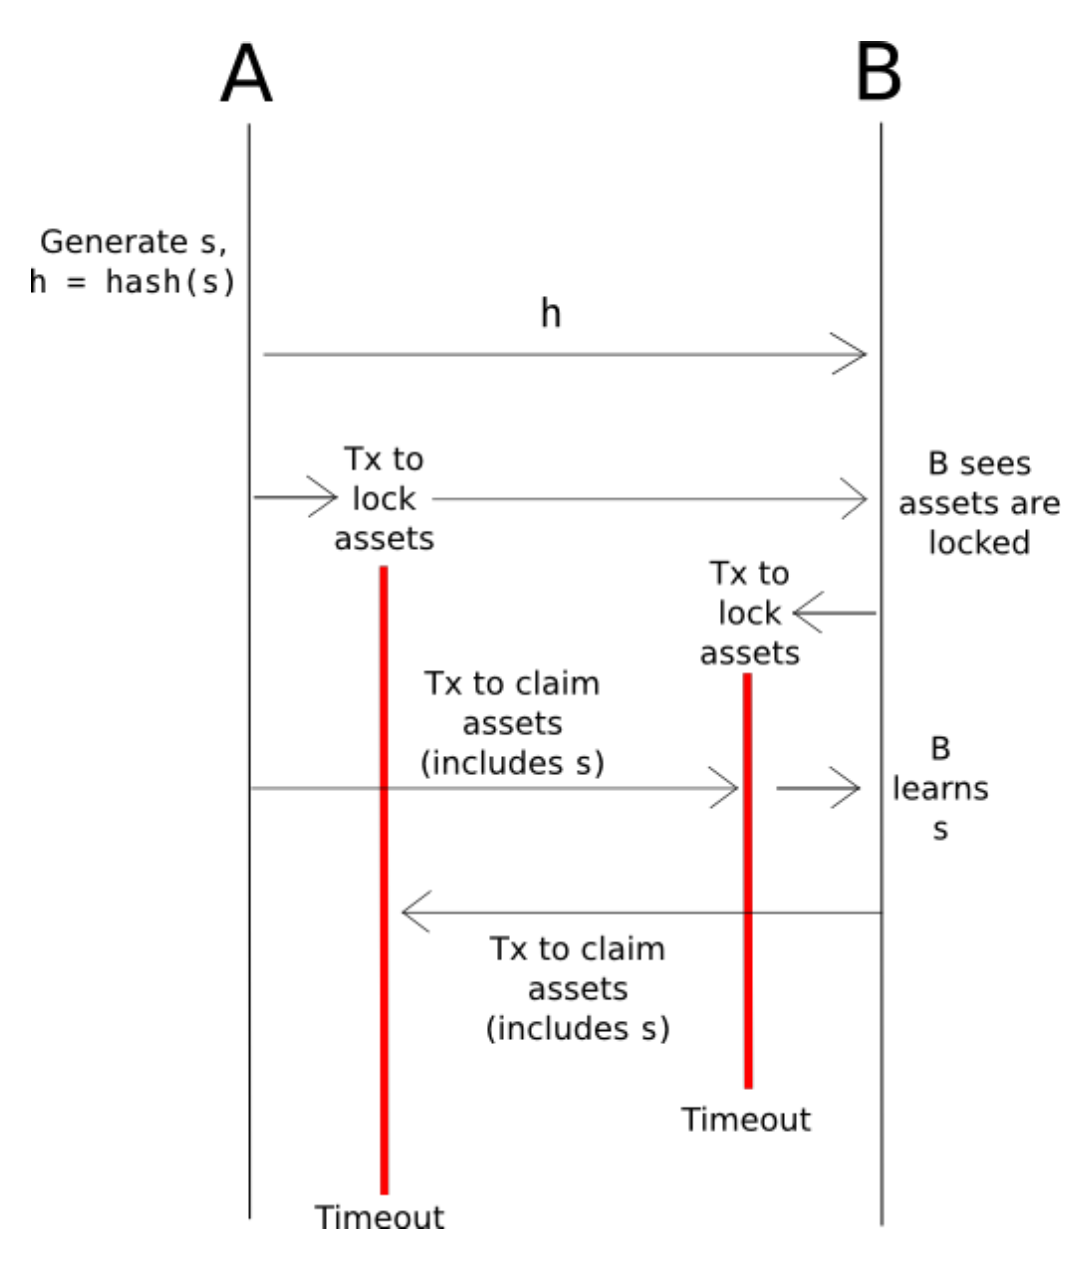 A
B
Generate s,
h = hash(s)
h
Tx to
lock
assets
B sees
assets are
locked
Tx to
lock
assets
Tx to claim
assets
(includes s)
B
learns
s
Tx to claim
assets
(includes s)
Timeout
Timeout